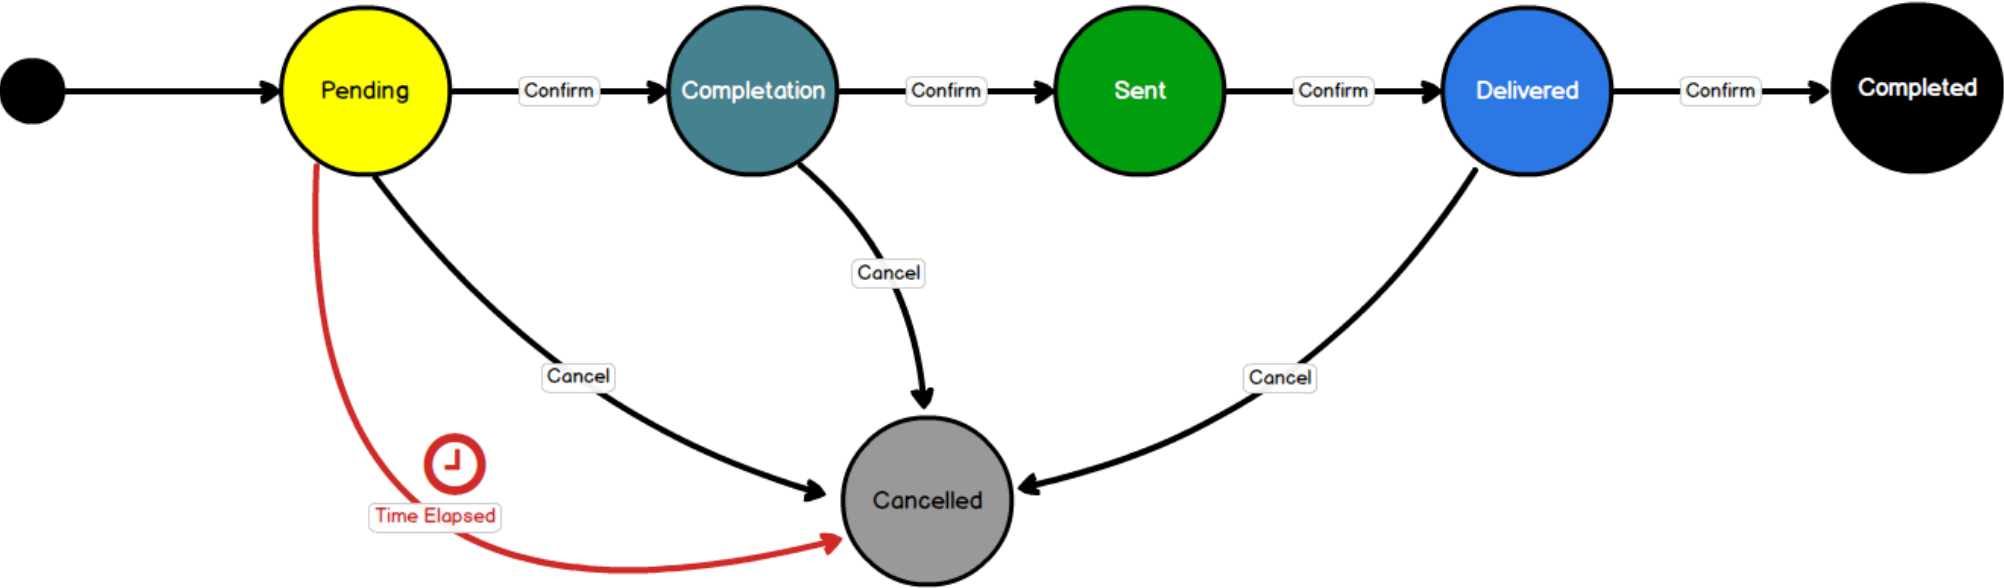 Pending
Confirm
Completation
Confirm
Sent
Confirm
Delivered
Confirm
Completed
Cancel
Cancel
Cancel
Time Elapsed
Cancelled